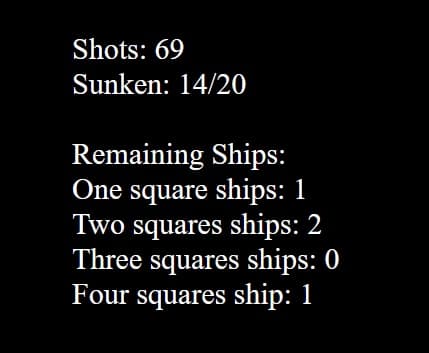 Shots: 69
Sunken: 14/20
Remaining Ships:
One square ships: 1
Two squares ships: 2
Three squares ships: 0
Four squares ship: 1